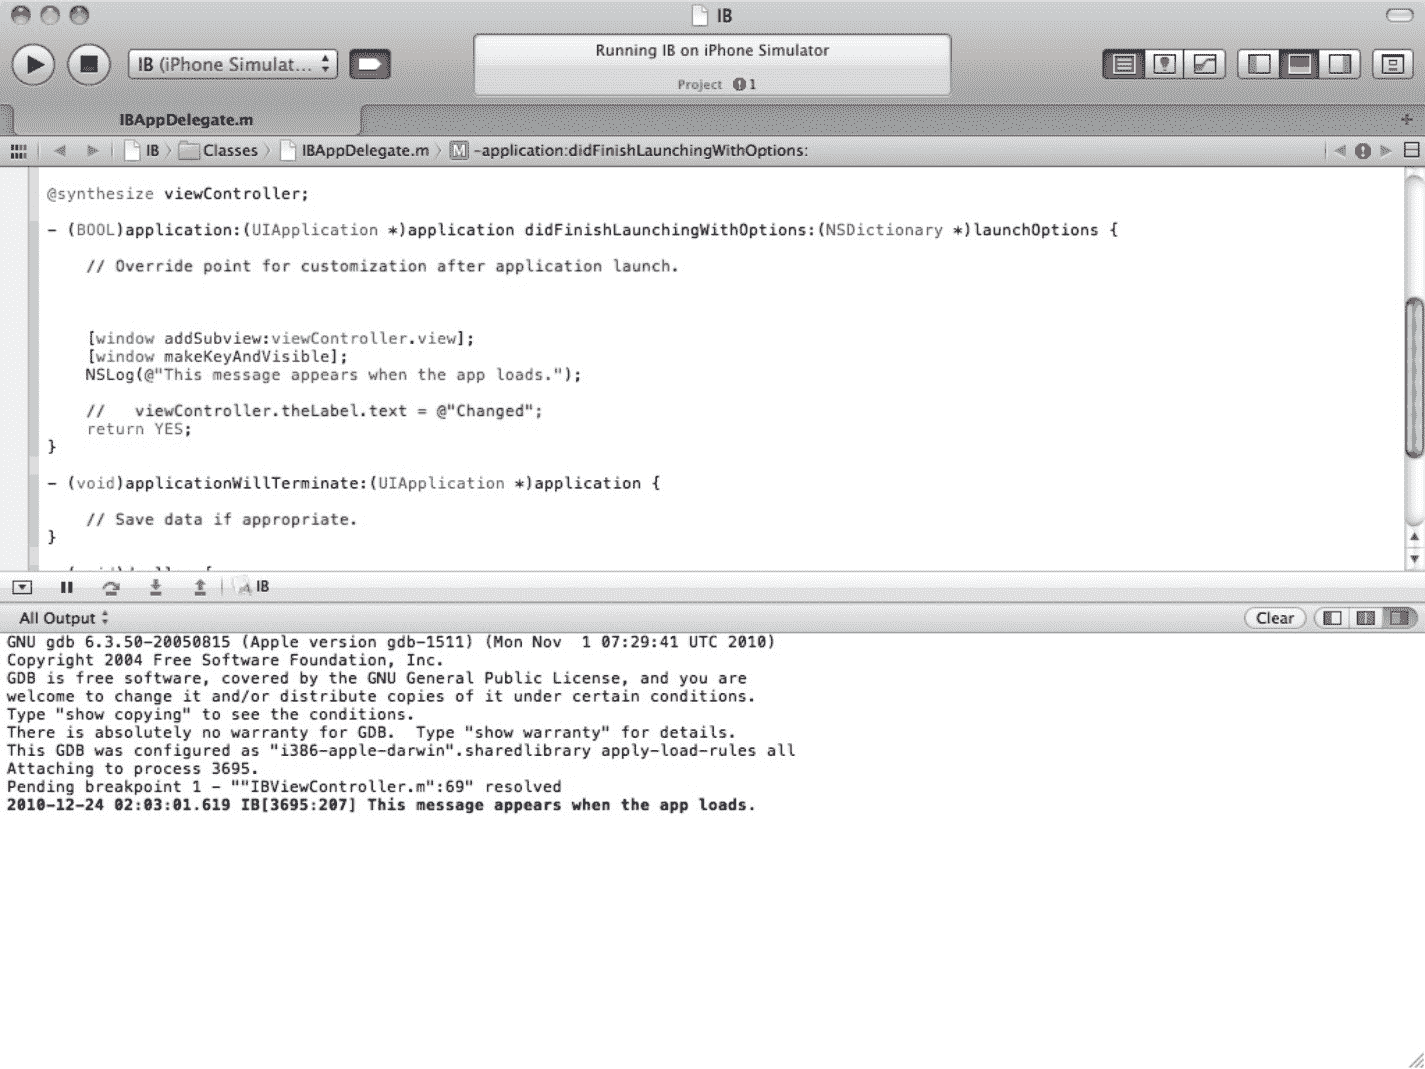 IB
IB (iPhone Simulat...
Running IB on iPhone Simulator
Project 1
IBAppDelegate.m
IB Classes IBAppDelegate.m M -application:didFinishLaunchingWithOptions:
@synthesize viewController;
- (BOOL)application:(UIApplication *)application didFinishLaunchingWithOptions:(NSDictionary *)launchOptions {
// Override point for customization after application launch.
[window addSubview:viewController.view];
[window makeKeyAndVisible];
NSLog(@"This message appears when the app loads.");
// viewController.theLabel.text = @"Changed";
return YES;
}
- (void)applicationWillTerminate:(UIApplication *)application {
// Save data if appropriate.
}
IB
All Output
Clear
GNU gdb 6.3.50-20050815 (Apple version gdb-1511) (Mon Nov  1 07:29:41 UTC 2010)
Copyright 2004 Free Software Foundation, Inc.
GDB is free software, covered by the GNU General Public License, and you are
welcome to change it and/or distribute copies of it under certain conditions.
Type "show copying" to see the conditions.
There is absolutely no warranty for GDB.  Type "show warranty" for details.
This GDB was configured as "i386-apple-darwin".sharedlibrary apply-load-rules all
Attaching to process 3695.
Pending breakpoint 1 - ""IBViewController.m":69" resolved
2010-12-24 02:03:01.619 IB[3695:207] This message appears when the app loads.